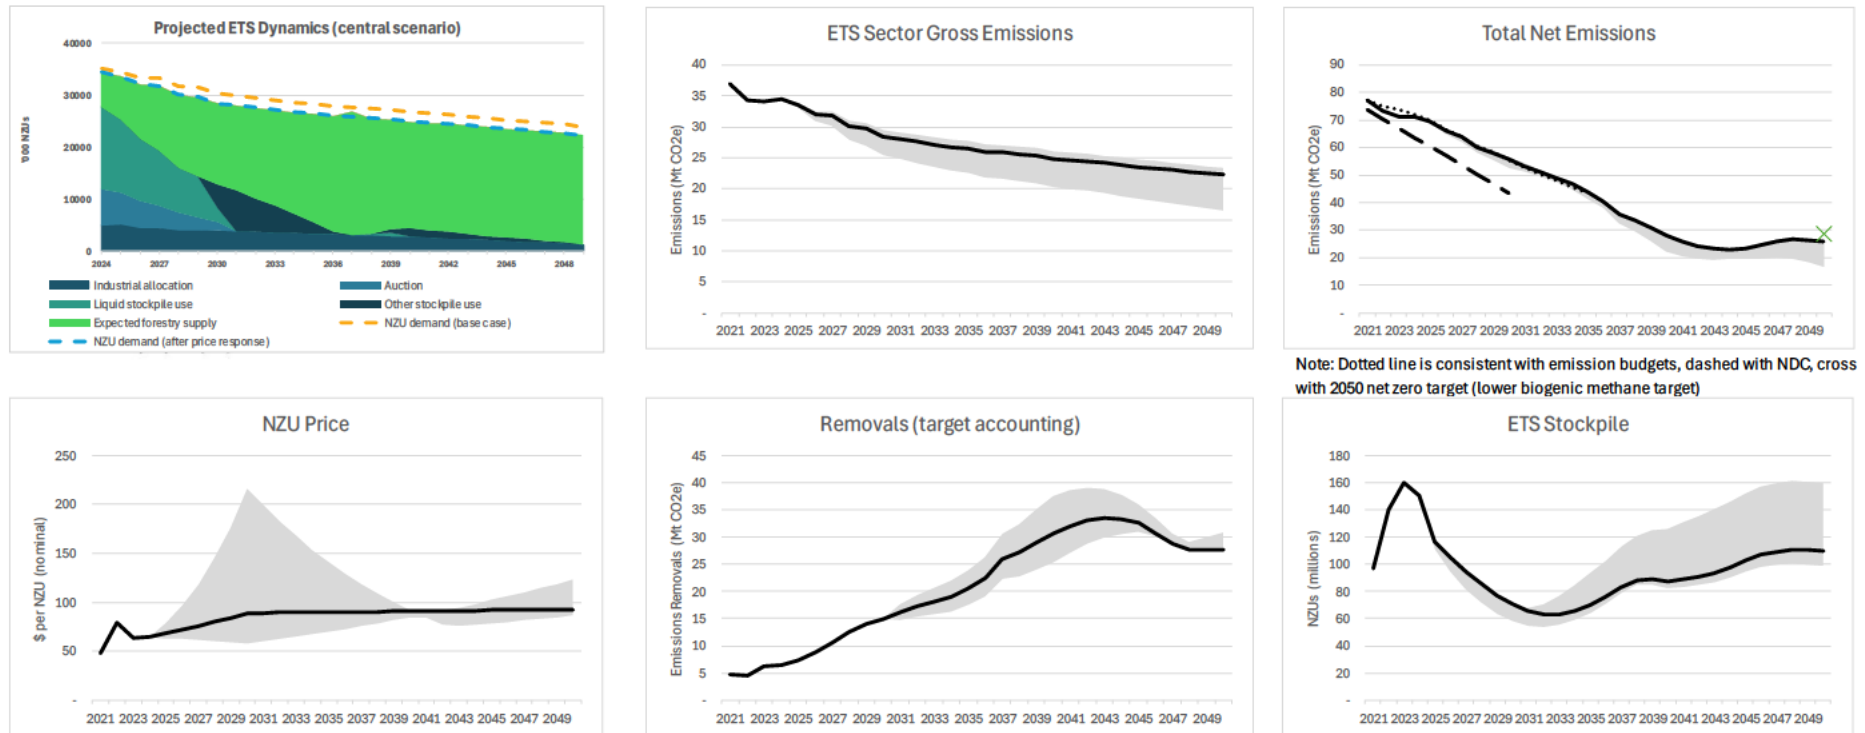 Projected ETS Dynamics (central scenario)
'000 NZUs
40000
30000
20000
10000
0
2024 2027 2030 2033 2036 2039 2042 2045 2048
Industrial allocation Auction
Liquid stockpile use Other stockpile use
Expected forestry supply NZU demand (base case)
NZU demand (after price response)
ETS Sector Gross Emissions
Emissions (Mt CO2e)
40
35
30
25
20
15
10
5
-
2021 2023 2025 2027 2029 2031 2033 2035 2037 2039 2041 2043 2045 2047 2049
Total Net Emissions
Emissions (Mt CO2e)
90
80
70
60
50
40
30
20
10
-
2021 2023 2025 2027 2029 2031 2033 2035 2037 2039 2041 2043 2045 2047 2049
Note: Dotted line is consistent with emission budgets, dashed with NDC, cross
with 2050 net zero target (lower biogenic methane target)
NZU Price
$ per NZU (nominal)
250
200
150
100
50
-
2021 2023 2025 2027 2029 2031 2033 2035 2037 2039 2041 2043 2045 2047 2049
Removals (target accounting)
Emissions Removals (Mt CO2e)
45
40
35
30
25
20
15
10
5
-
2021 2023 2025 2027 2029 2031 2033 2035 2037 2039 2041 2043 2045 2047 2049
ETS Stockpile
NZUs (millions)
180
160
140
120
100
80
60
40
20
-
2021 2023 2025 2027 2029 2031 2033 2035 2037 2039 2041 2043 2045 2047 2049